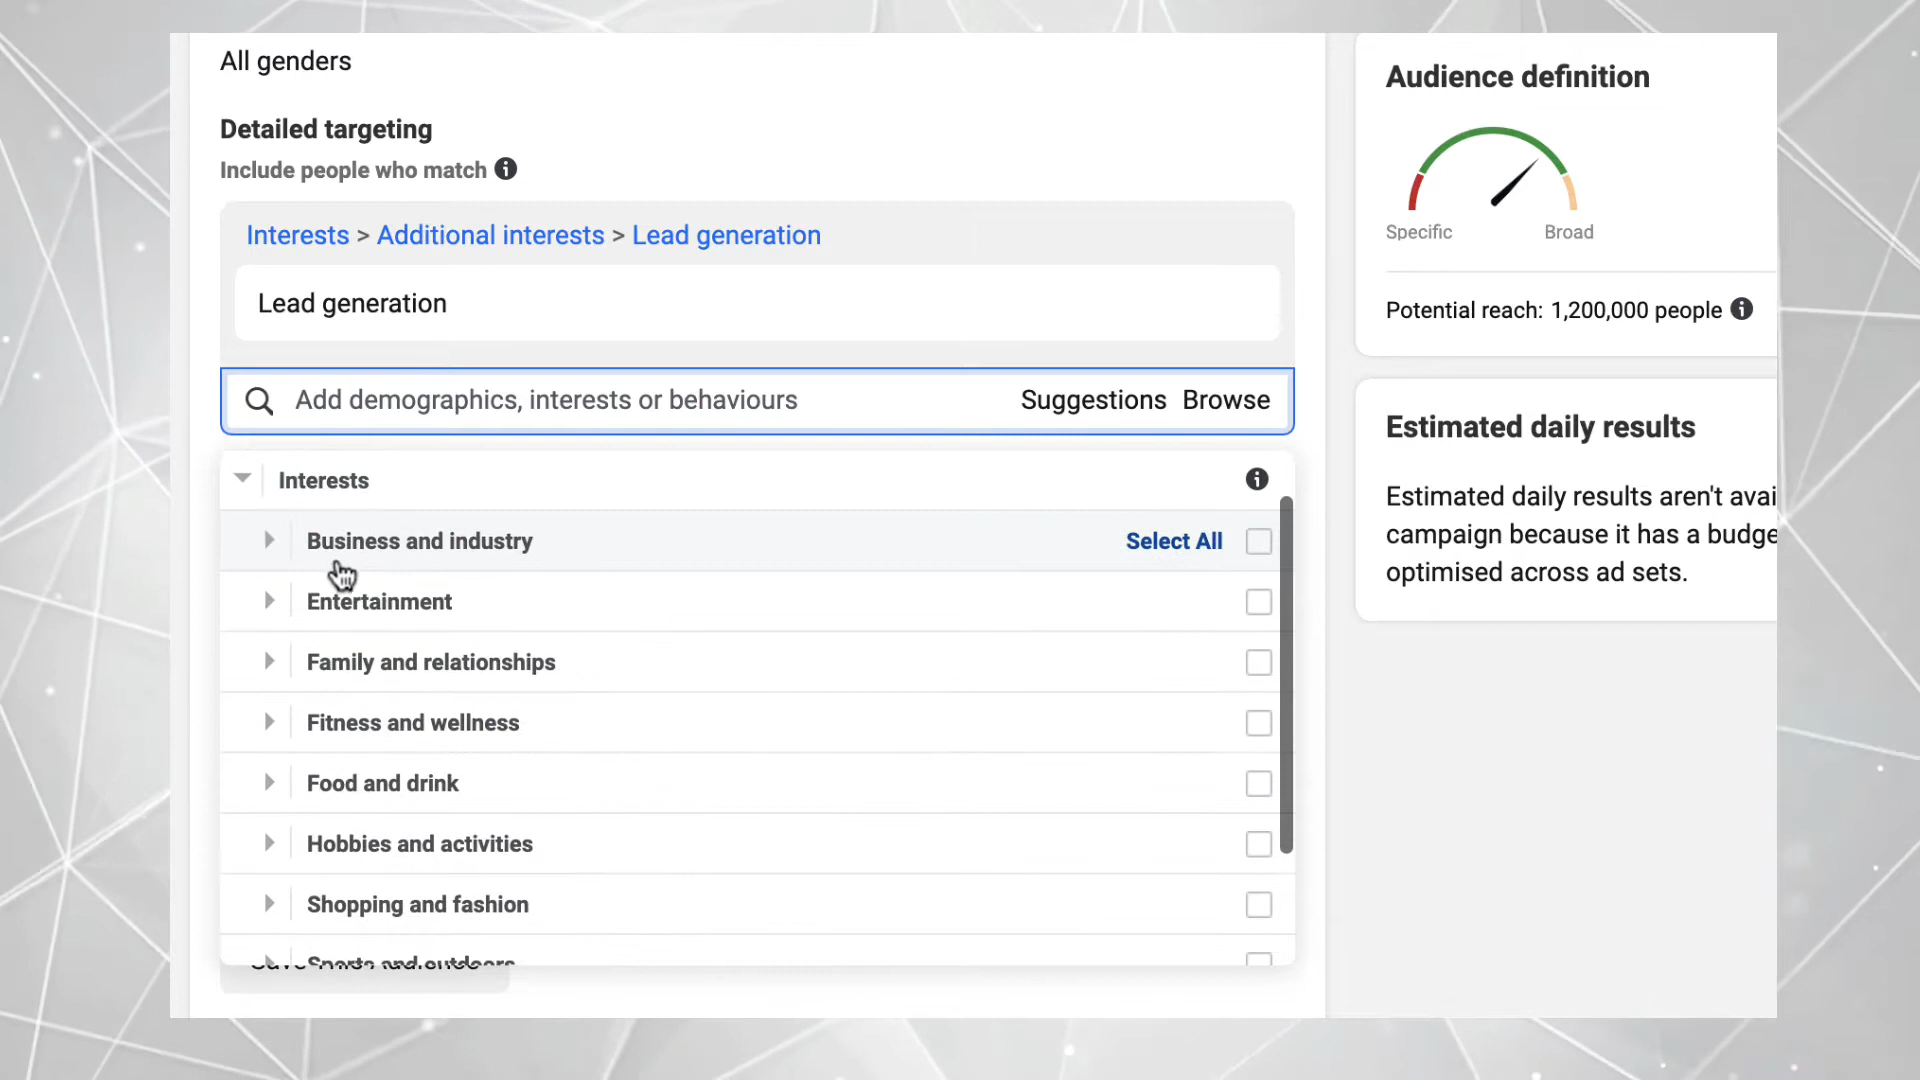 All genders
Detailed targeting
Include people who match
Interests > Additional interests > Lead generation
Lead generation
Add demographics, interests or behaviours
Suggestions Browse
Interests
Business and industry
Select All
Entertainment
Family and relationships
Fitness and wellness
Food and drink
Hobbies and activities
Shopping and fashion
Sports and outdoors
Audience definition
Specific
Broad
Potential reach: 1,200,000 people
Estimated daily results
Estimated daily results aren't avai
campaign because it has a budge
optimised across ad sets.